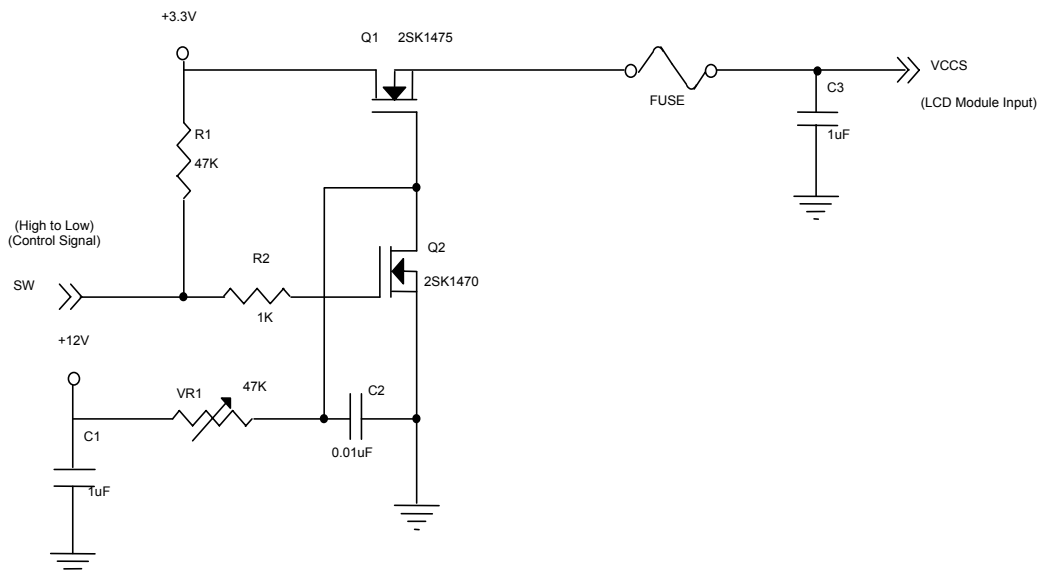 +3.3V
Q1 2SK1475
VCCS
FUSE
C3
(LCD Module Input)
1uF
R1
47K
(High to Low)
(Control Signal)
Q2
R2
2SK1470
SW
1K
+12V
VR1
47K
C2
C1
0.01uF
1uF